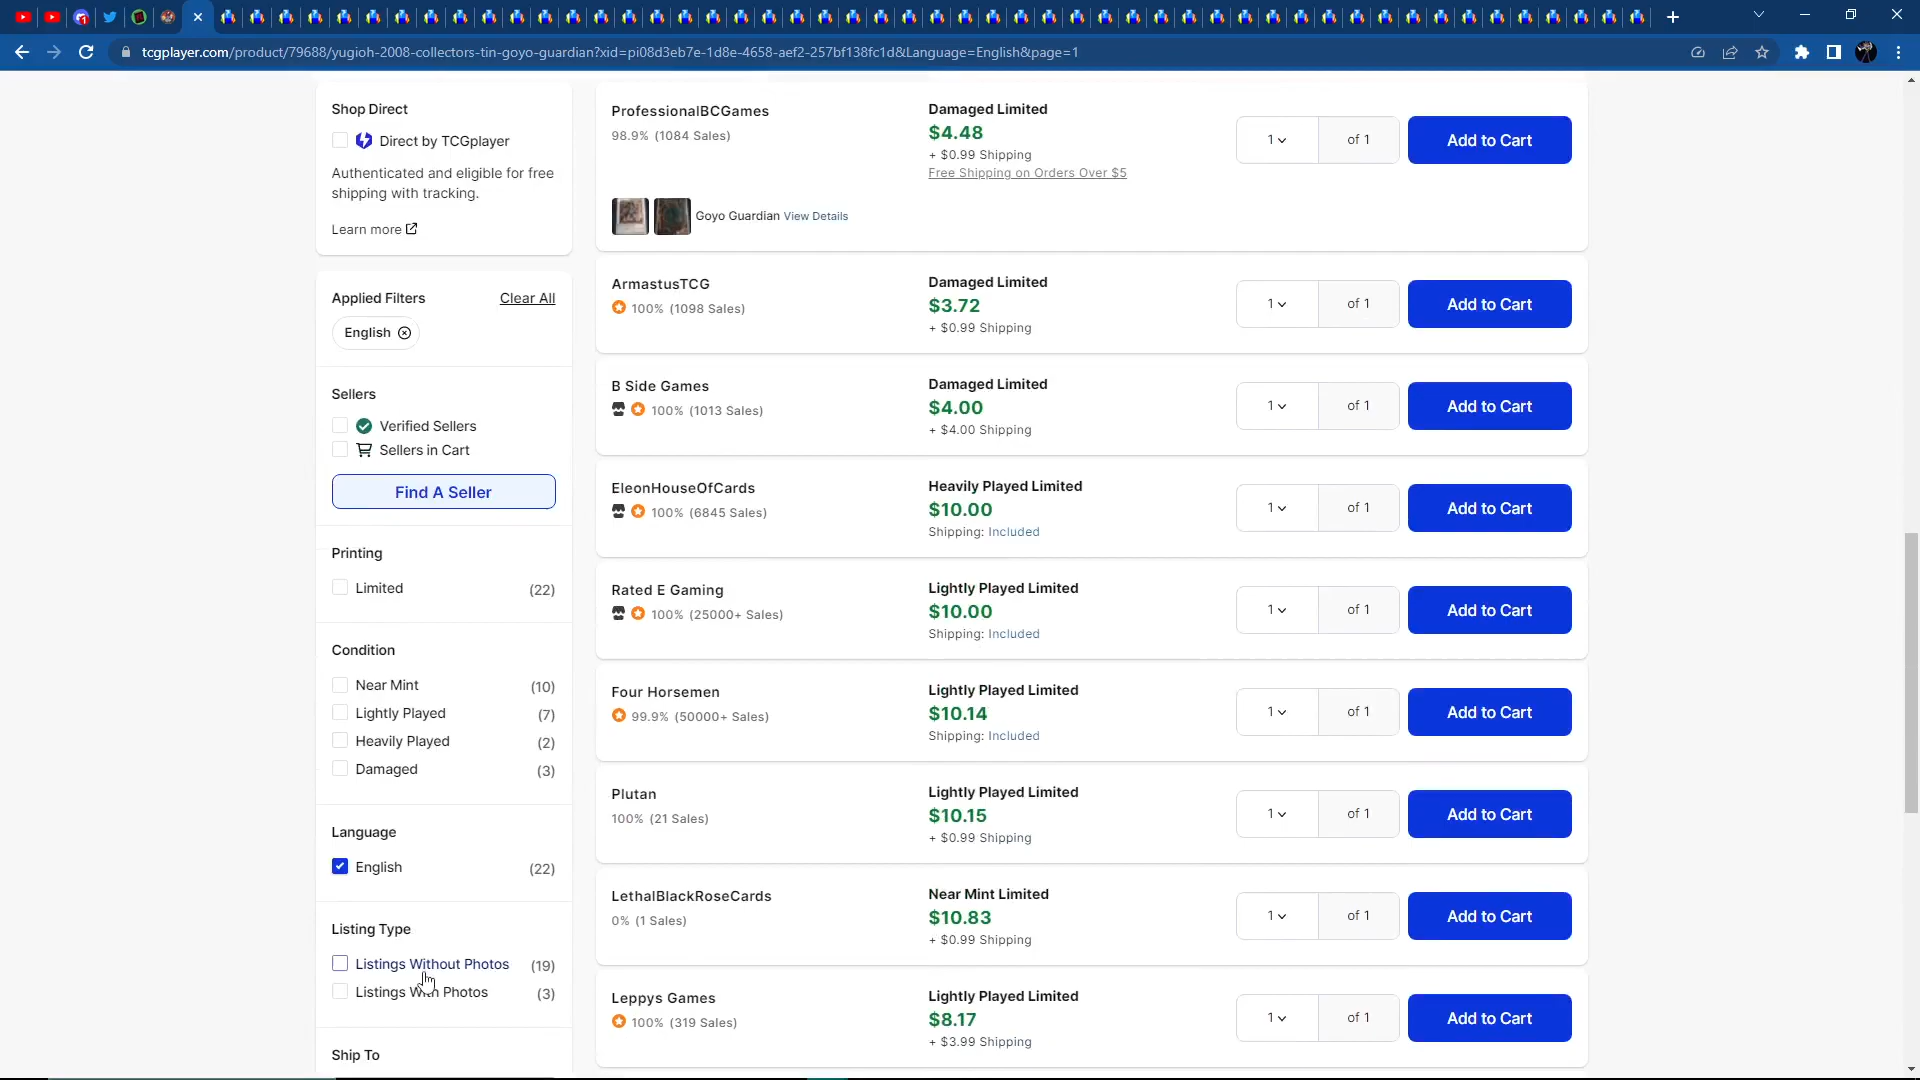 tcgplayer.com/product/79688/yugioh-2008-collectors-tin-goyo-guardian?xid=pi08d3eb7e-1d8e-4658-aef2-257bf138fc1d&Language=English&page=1
Shop Direct
Direct by TCGplayer
Authenticated and eligible for free
shipping with tracking.
Learn more
Applied Filters
Clear All
English
Sellers
Verified Sellers
Sellers in Cart
Find A Seller
Printing
Limited
(22)
Condition
Near Mint
(10)
Lightly Played
(7)
Heavily Played
(2)
Damaged
(3)
Language
English
(22)
Listing Type
Listings Without Photos
(19)
Listings With Photos
(3)
Ship To
ProfessionalBCGames
98.9% (1084 Sales)
Damaged Limited
$4.48
+ $0.99 Shipping
Free Shipping on Orders Over $5
1
of 1
Add to Cart
Goyo Guardian View Details
ArmastusTCG
100% (1098 Sales)
Damaged Limited
$3.72
+ $0.99 Shipping
1
of 1
Add to Cart
B Side Games
100% (1013 Sales)
Damaged Limited
$4.00
+ $4.00 Shipping
1
of 1
Add to Cart
EleonHouseOfCards
100% (6845 Sales)
Heavily Played Limited
$10.00
Shipping: Included
1
of 1
Add to Cart
Rated E Gaming
100% (25000+ Sales)
Lightly Played Limited
$10.00
Shipping: Included
1
of 1
Add to Cart
Four Horsemen
99.9% (50000+ Sales)
Lightly Played Limited
$10.14
Shipping: Included
1
of 1
Add to Cart
Plutan
100% (21 Sales)
Lightly Played Limited
$10.15
+ $0.99 Shipping
1
of 1
Add to Cart
LethalBlackRoseCards
0% (1 Sales)
Near Mint Limited
$10.83
+ $0.99 Shipping
1
of 1
Add to Cart
Leppys Games
100% (319 Sales)
Lightly Played Limited
$8.17
+ $3.99 Shipping
1
of 1
Add to Cart